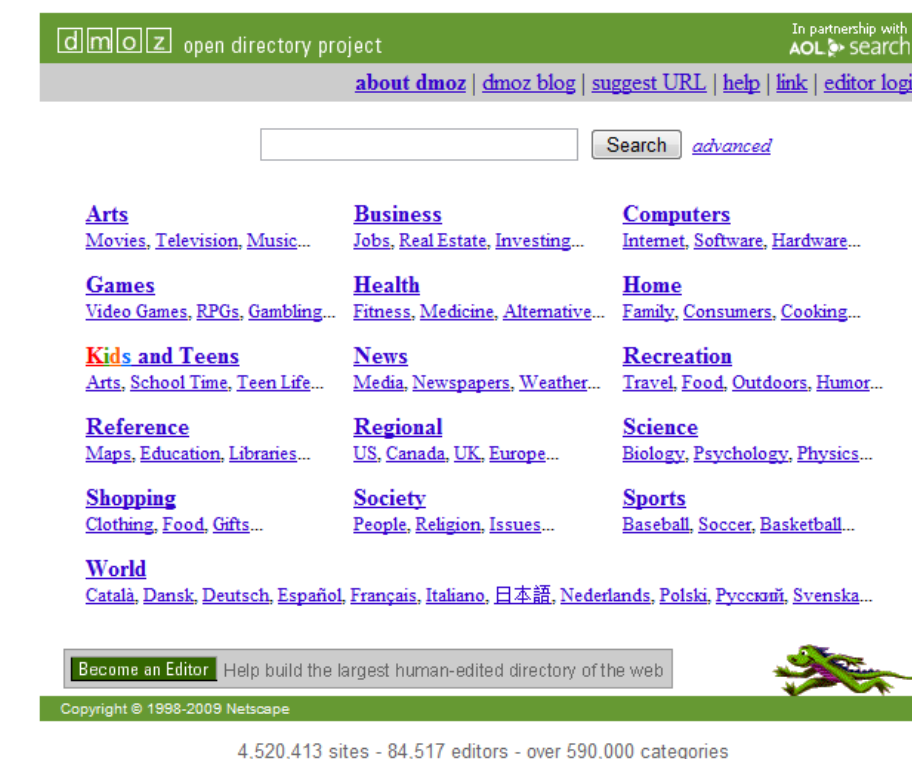 dmoz open directory project
In partnership with
AOL search
about dmoz | dmoz blog | suggest URL | help | link | editor logi
Search advanced
Arts Business Computers
Movies, Television, Music... Jobs, Real Estate, Investing... Internet, Software, Hardware...
Games Health Home
Video Games, RPGs, Gambling... Fitness, Medicine, Alternative... Family, Consumers, Cooking...
Kids and Teens News Recreation
Arts, School Time, Teen Life... Media, Newspapers, Weather... Travel, Food, Outdoors, Humor...
Reference Regional Science
Maps, Education, Libraries... US, Canada, UK, Europe... Biology, Psychology, Physics...
Shopping Society Sports
Clothing, Food, Gifts... People, Religion, Issues... Baseball, Soccer, Basketball...
World
Català, Dansk, Deutsch, Español, Français, Italiano, 日本語, Nederlands, Polski, Русский, Svenska...
Become an Editor Help build the largest human-edited directory of the web
Copyright © 1998-2009 Netscape
4,520,413 sites - 84,517 editors - over 590,000 categories